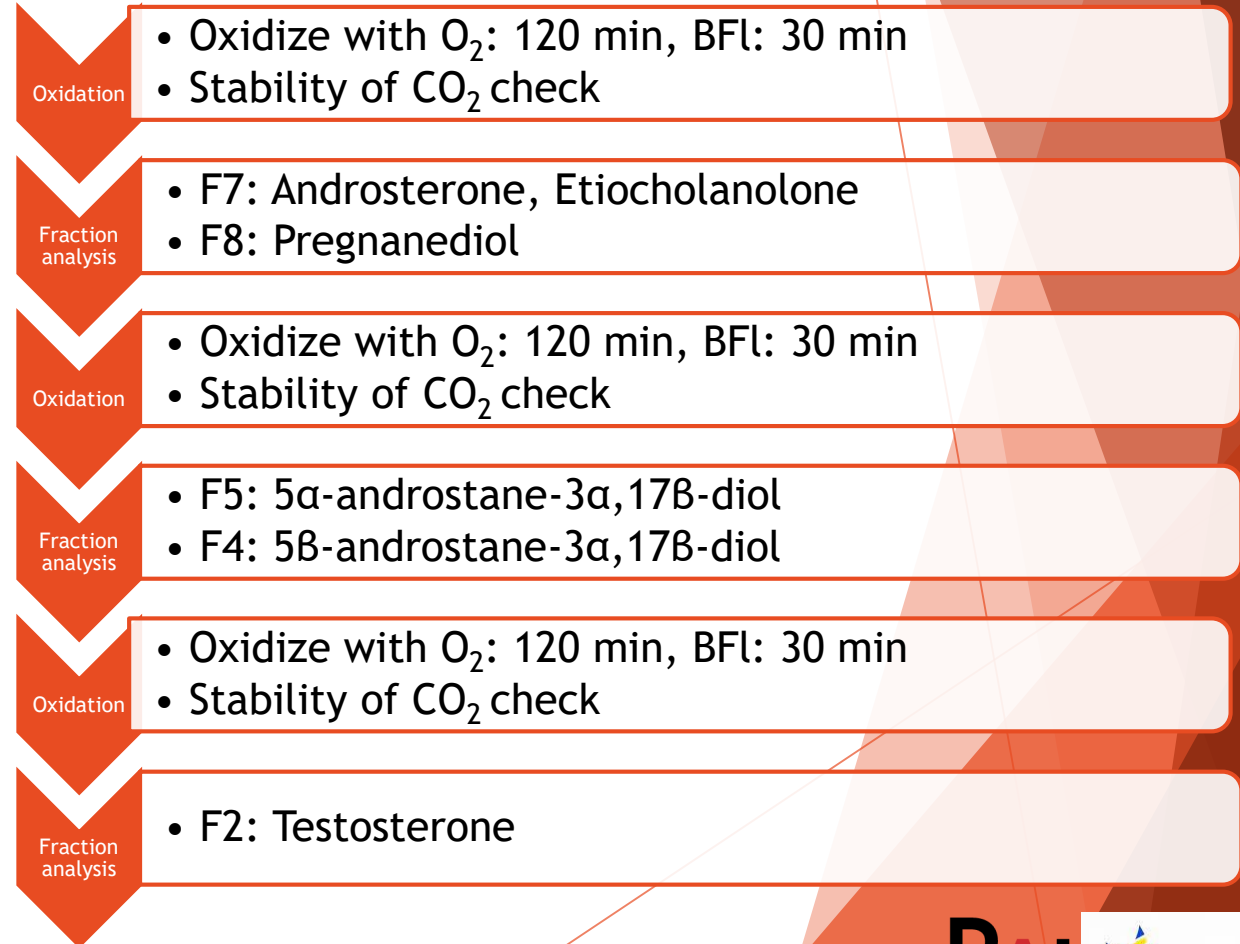 Oxidation
• Oxidize with O₂: 120 min, BFl: 30 min
• Stability of CO₂ check
Fraction
analysis
• F7: Androsterone, Etiocholanolone
• F8: Pregnanediol
Oxidation
• Oxidize with O₂: 120 min, BFl: 30 min
• Stability of CO₂ check
Fraction
analysis
• F5: 5α-androstane-3α,17ß-diol
• F4: 5ß-androstane-3α,17ß-diol
Oxidation
• Oxidize with O₂: 120 min, BFl: 30 min
• Stability of CO₂ check
Fraction
analysis
• F2: Testosterone